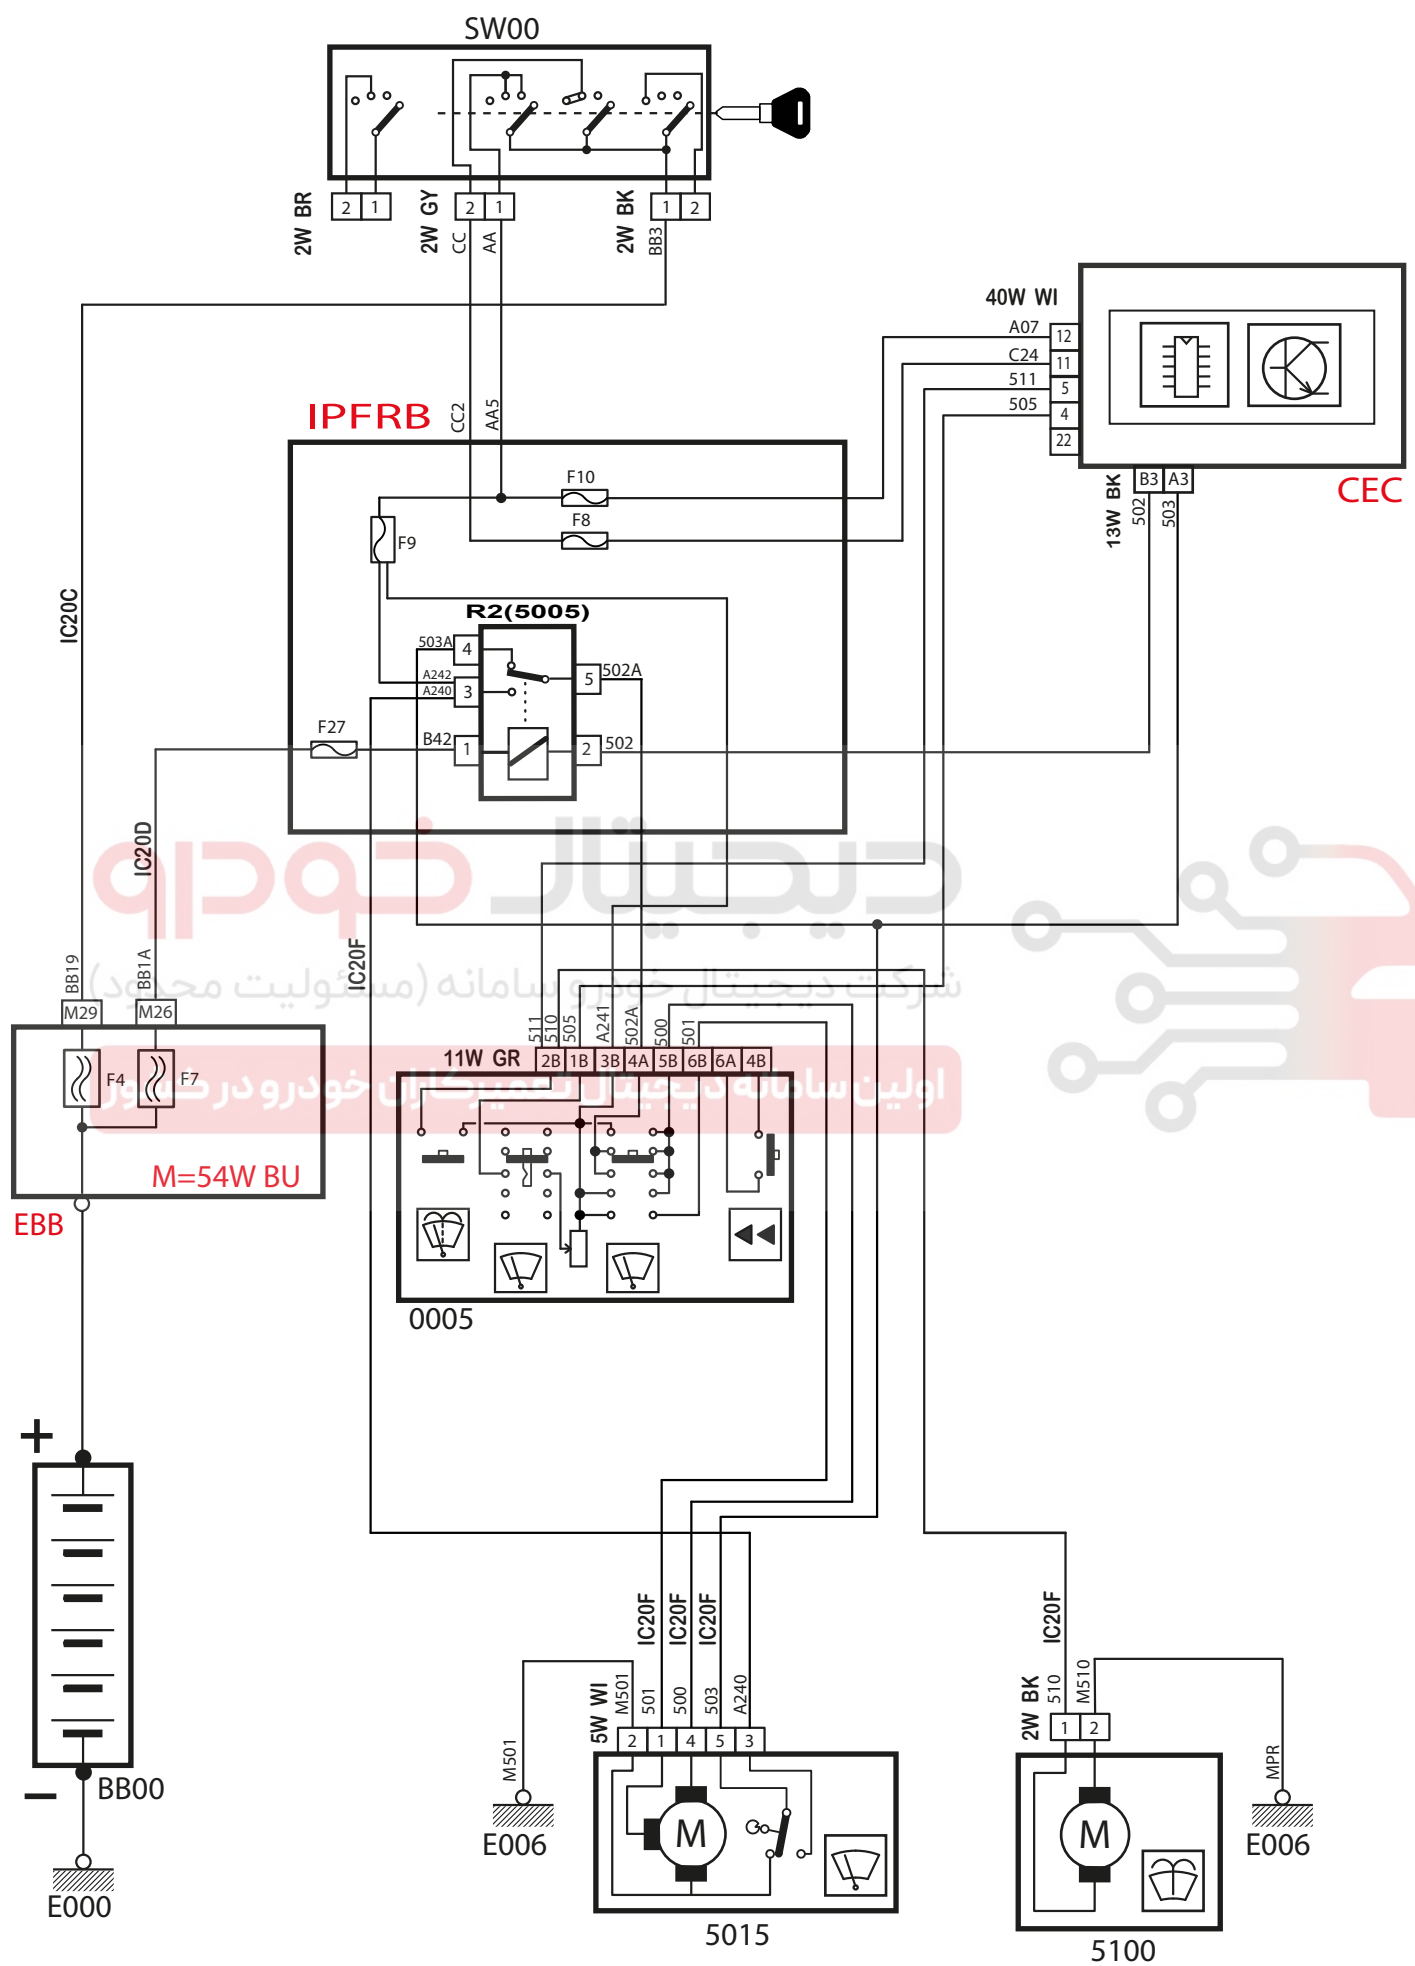 SW00
2W BR
2
1
2W GY
2
1
2W BK
1
2
CC
AA
BB3
40W WI
A07
12
C24
11
511
5
505
4
22
IPFRB
CC2
AA5
CEC
B3
A3
13W BK
502
503
F10
F8
F9
IC20C
R2(5005)
503A
4
A242
A240
3
5
502A
F27
B42
1
2
502
IC20D
دیجیتال خودرو
IC20F
شرکت دیجیتال خودرو سامانه (مسئولیت محدود)
BB19
BB1A
M29
M26
511
510
505
A241
502A
500
501
11W GR
2B
1B
3B
4A
5B
6B
6A
4B
F4
F7
اولین سامانه دیجیتال تعمیرکاران خودرو در کشور
M=54W BU
EBB
0005
+
−
BB00
E000
IC20F
IC20F
IC20F
IC20F
5W WI
M501
501
500
503
A240
2
1
4
5
3
M501
E006
M
5015
2W BK
510
M510
1
2
MPR
E006
M
5100